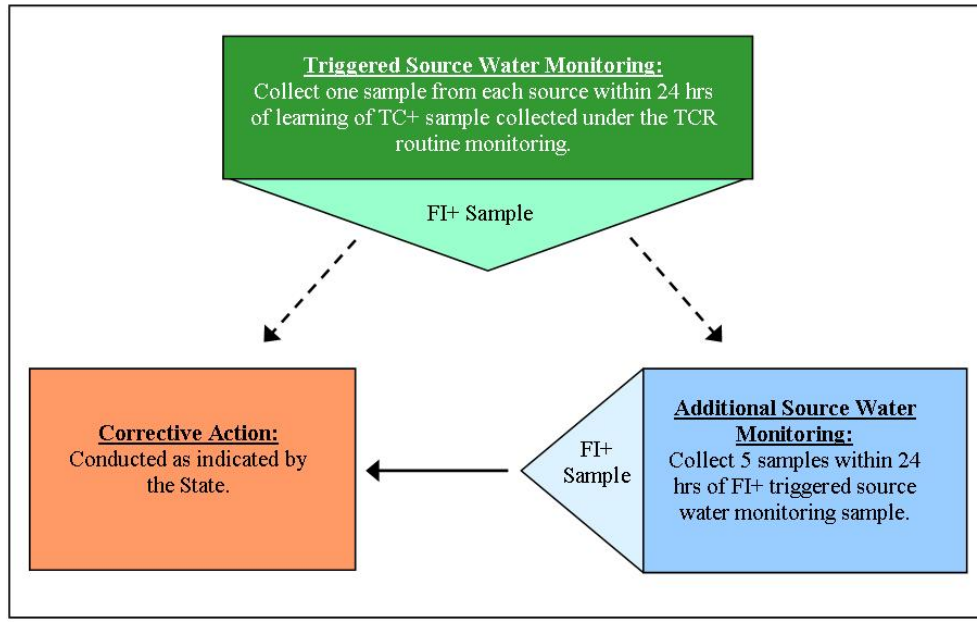 Triggered Source Water Monitoring:
Collect one sample from each source within 24 hrs
of learning of TC+ sample collected under the TCR
routine monitoring.
FI+ Sample
Corrective Action:
Conducted as indicated by
the State.
FI+
Sample
Additional Source Water
Monitoring:
Collect 5 samples within 24
hrs of FI+ triggered source
water monitoring sample.